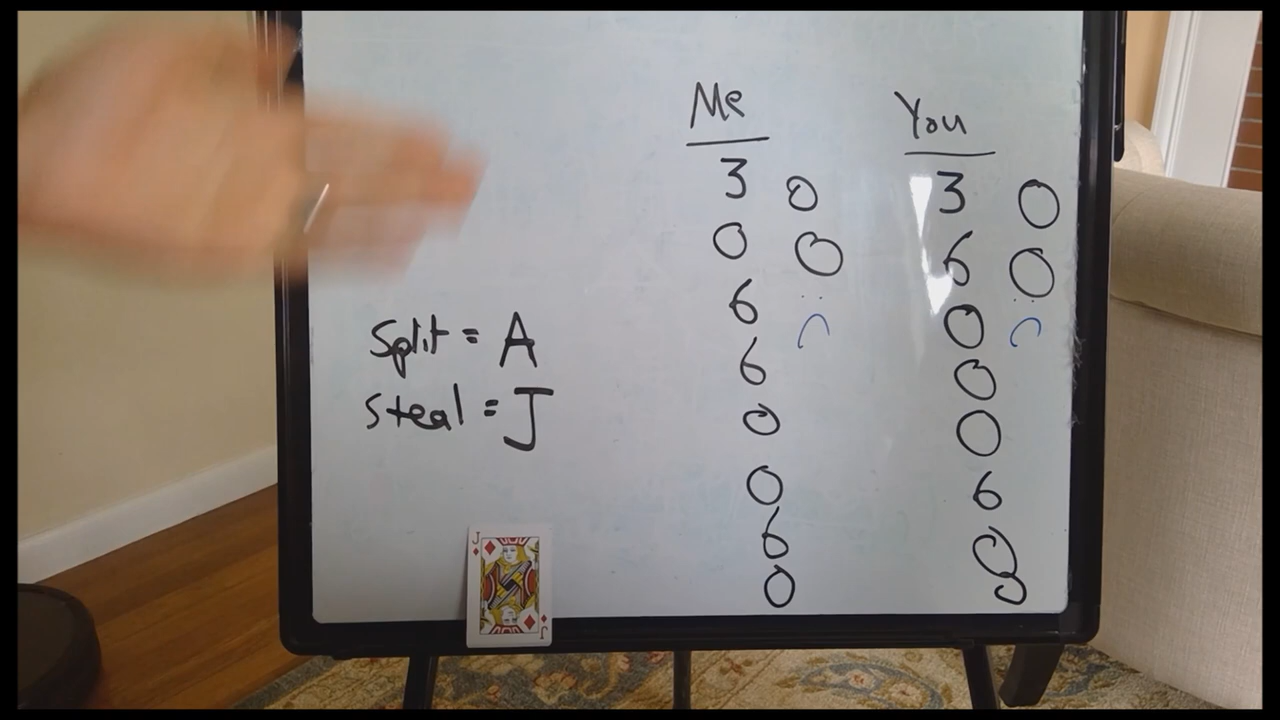 Me You
3 0 3 0
0 0 6 0
6 :( 0 :(
6 0
0 0
0 6
6 0
0 0
Split = A
Steal = J
J
J